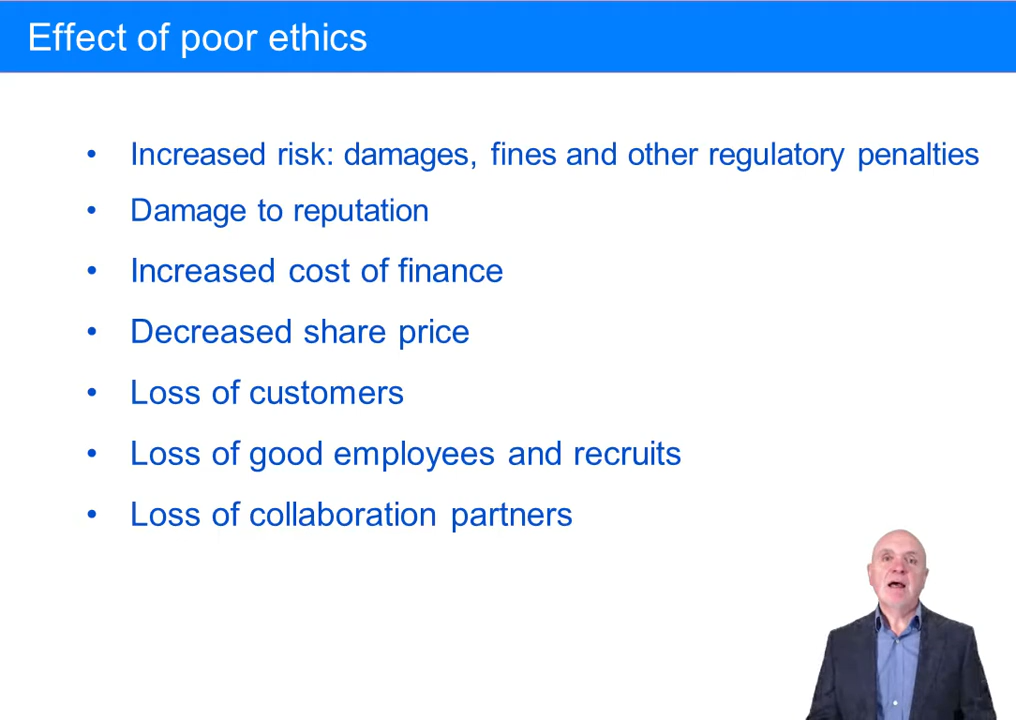 Effect of poor ethics
• Increased risk: damages, fines and other regulatory penalties
• Damage to reputation
• Increased cost of finance
• Decreased share price
• Loss of customers
• Loss of good employees and recruits
• Loss of collaboration partners